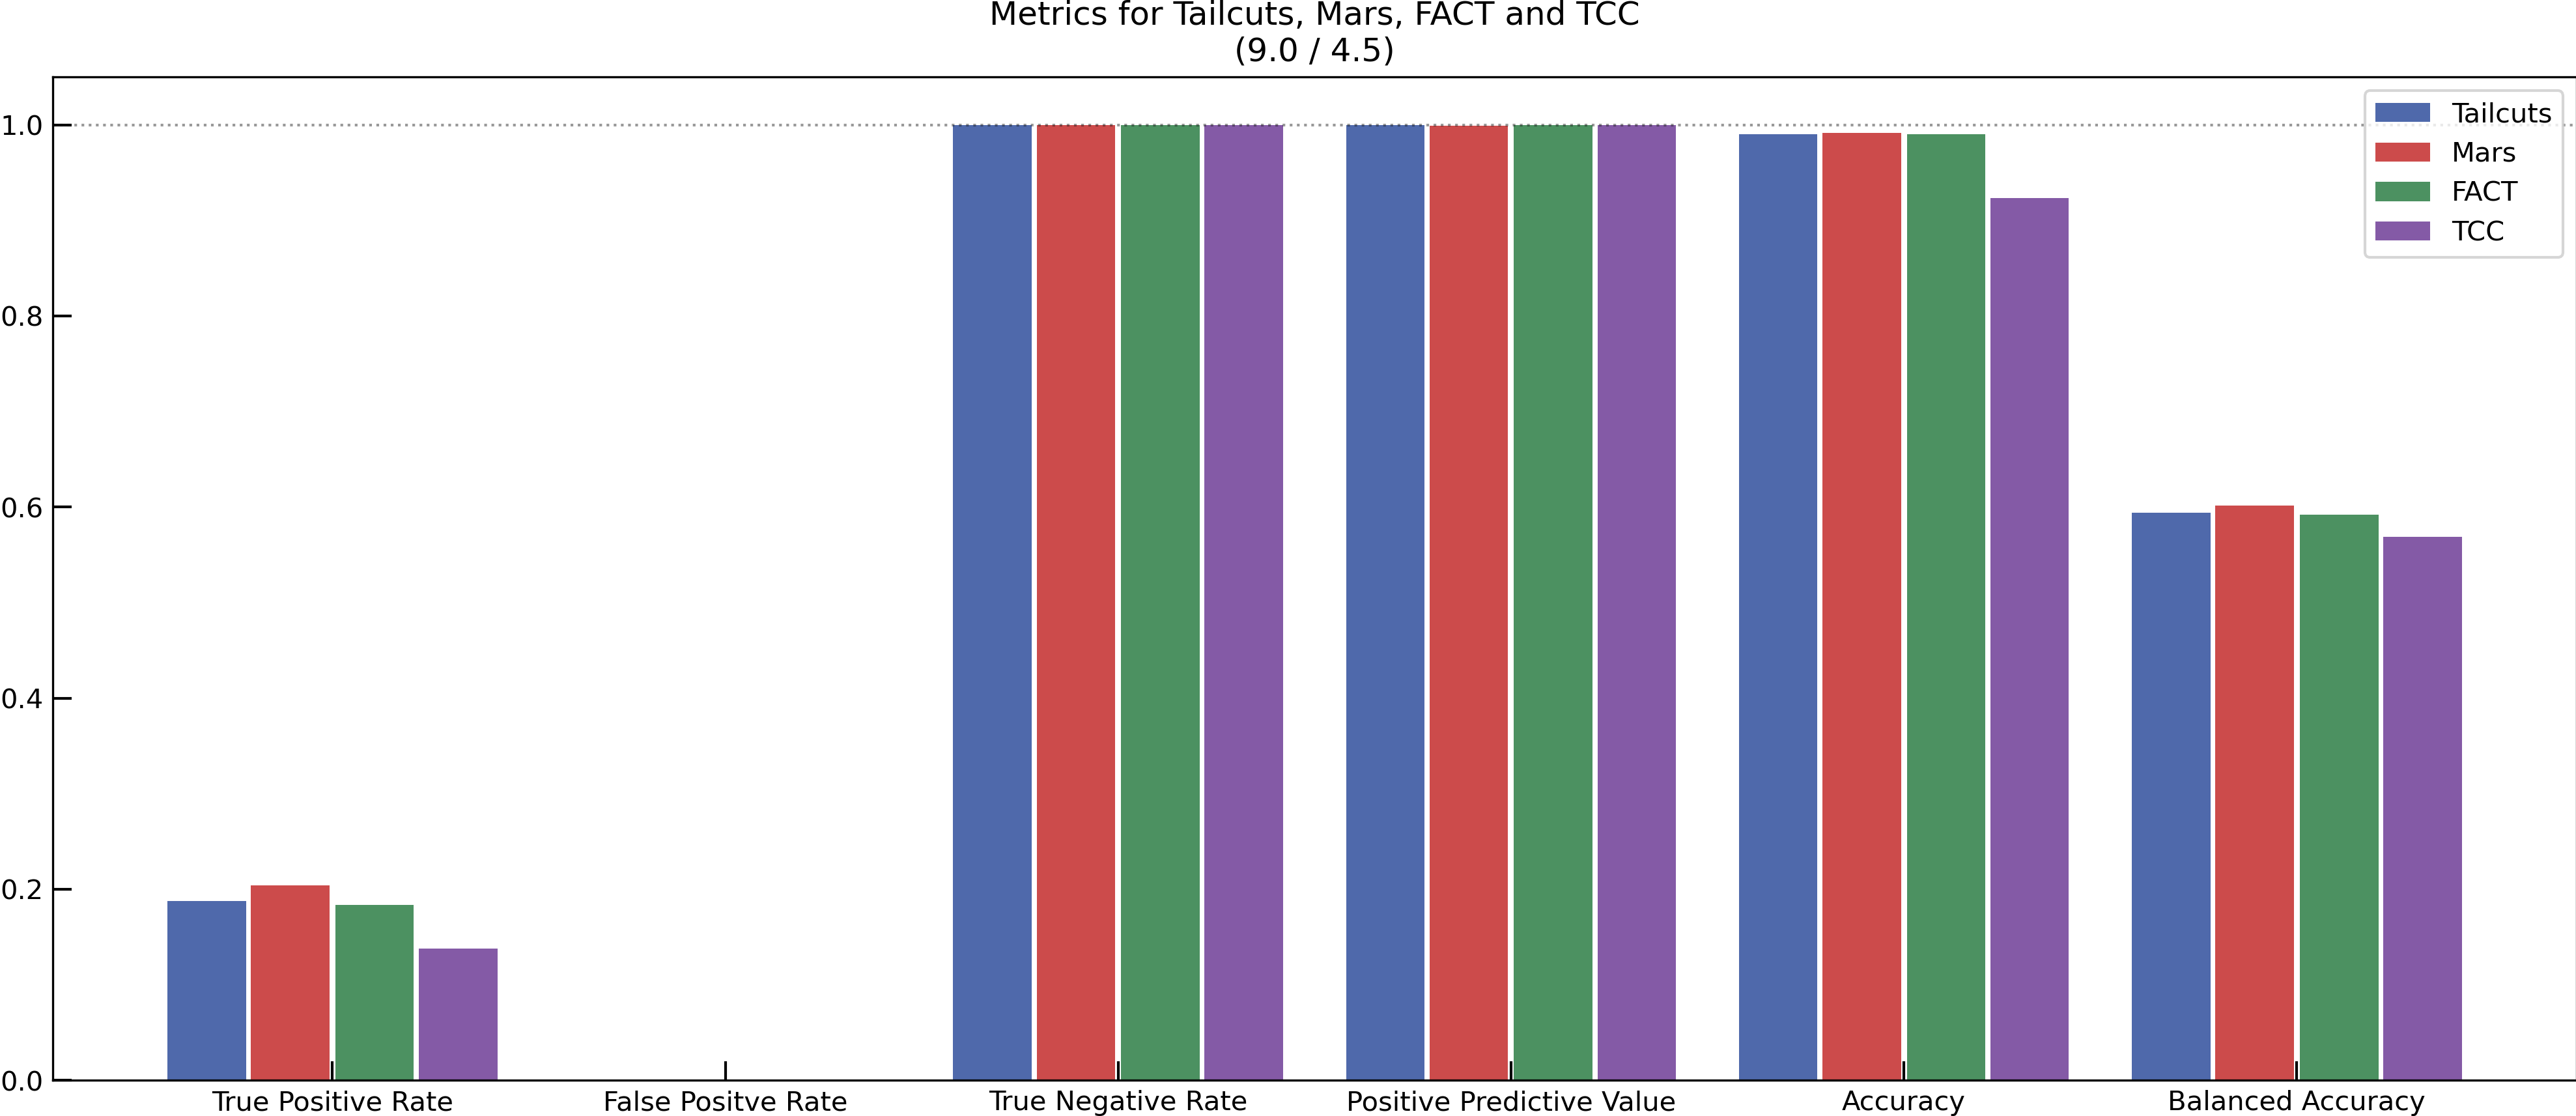 Metrics for Tailcuts, Mars, FACT and TCC
(9.0 / 4.5)
1.0
0.8
0.6
0.4
0.2
0.0
Tailcuts
Mars
FACT
TCC
True Positive Rate
False Positve Rate
True Negative Rate
Positive Predictive Value
Accuracy
Balanced Accuracy